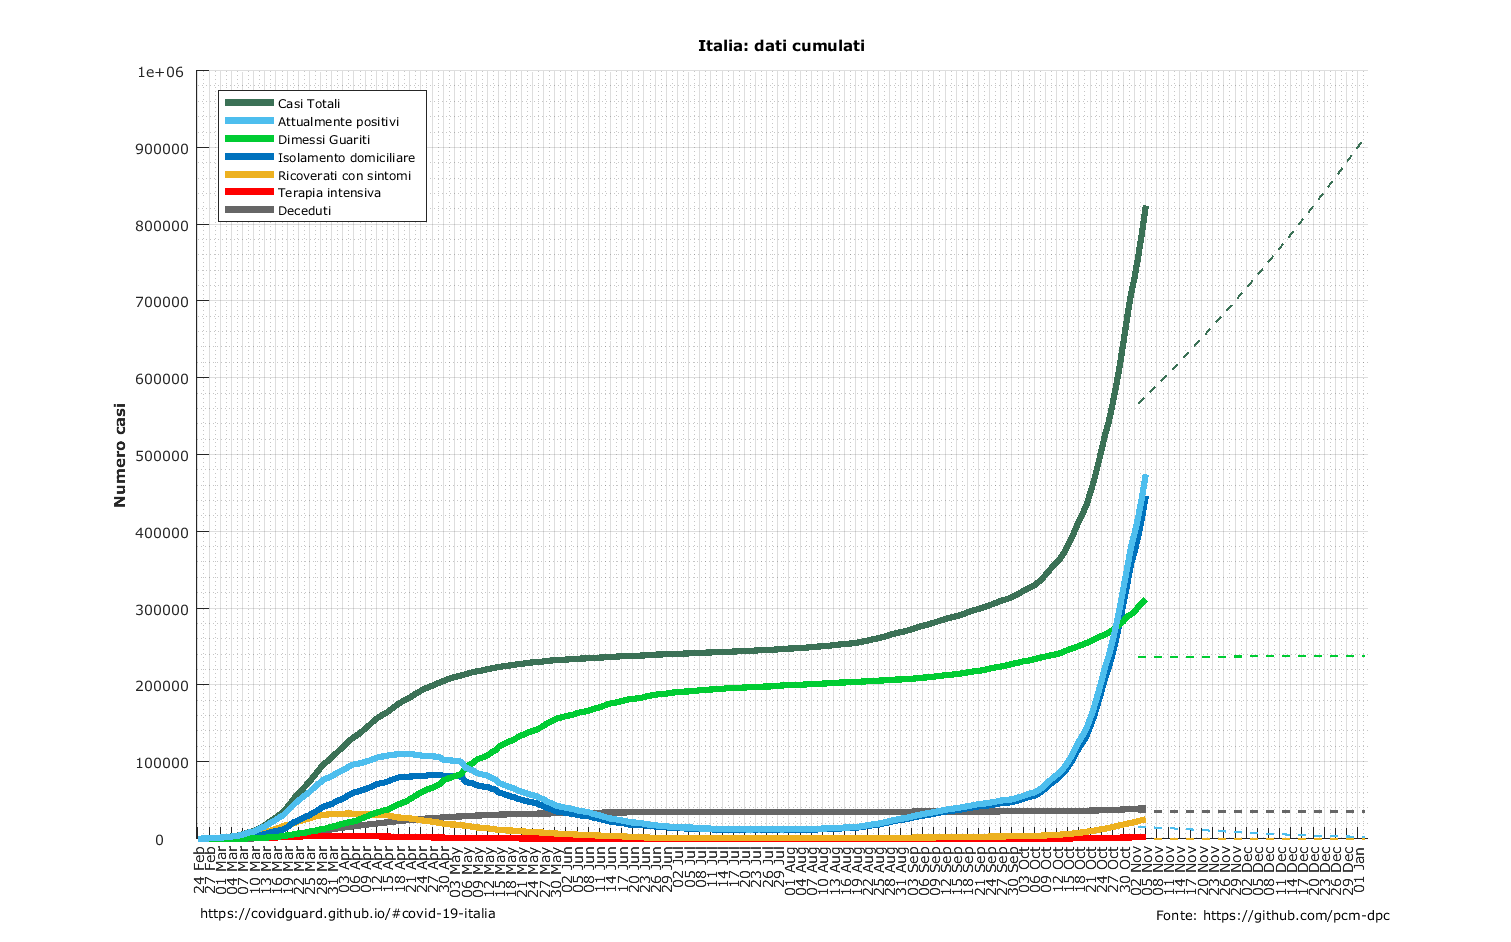 Italia: dati cumulati
1e+06
900000
800000
700000
600000
500000
400000
300000
200000
100000
0
Numero casi
Casi Totali
Attualmente positivi
Dimessi Guariti
Isolamento domiciliare
Ricoverati con sintomi
Terapia intensiva
Deceduti
24 Feb
27 Feb
01 Mar
04 Mar
07 Mar
10 Mar
13 Mar
16 Mar
19 Mar
22 Mar
25 Mar
28 Mar
31 Mar
03 Apr
06 Apr
09 Apr
12 Apr
15 Apr
18 Apr
21 Apr
24 Apr
27 Apr
30 Apr
03 May
06 May
09 May
12 May
15 May
18 May
21 May
24 May
27 May
30 May
02 Jun
05 Jun
08 Jun
11 Jun
14 Jun
17 Jun
20 Jun
23 Jun
26 Jun
29 Jun
02 Jul
05 Jul
08 Jul
11 Jul
14 Jul
17 Jul
20 Jul
23 Jul
26 Jul
29 Jul
01 Aug
04 Aug
07 Aug
10 Aug
13 Aug
16 Aug
19 Aug
22 Aug
25 Aug
28 Aug
31 Aug
03 Sep
06 Sep
09 Sep
12 Sep
15 Sep
18 Sep
21 Sep
24 Sep
27 Sep
30 Sep
03 Oct
06 Oct
09 Oct
12 Oct
15 Oct
18 Oct
21 Oct
24 Oct
27 Oct
30 Oct
02 Nov
05 Nov
08 Nov
11 Nov
14 Nov
17 Nov
20 Nov
23 Nov
26 Nov
29 Nov
02 Dec
05 Dec
08 Dec
11 Dec
14 Dec
17 Dec
20 Dec
23 Dec
26 Dec
29 Dec
01 Jan
https://covidguard.github.io/#covid-19-italia
Fonte: https://github.com/pcm-dpc